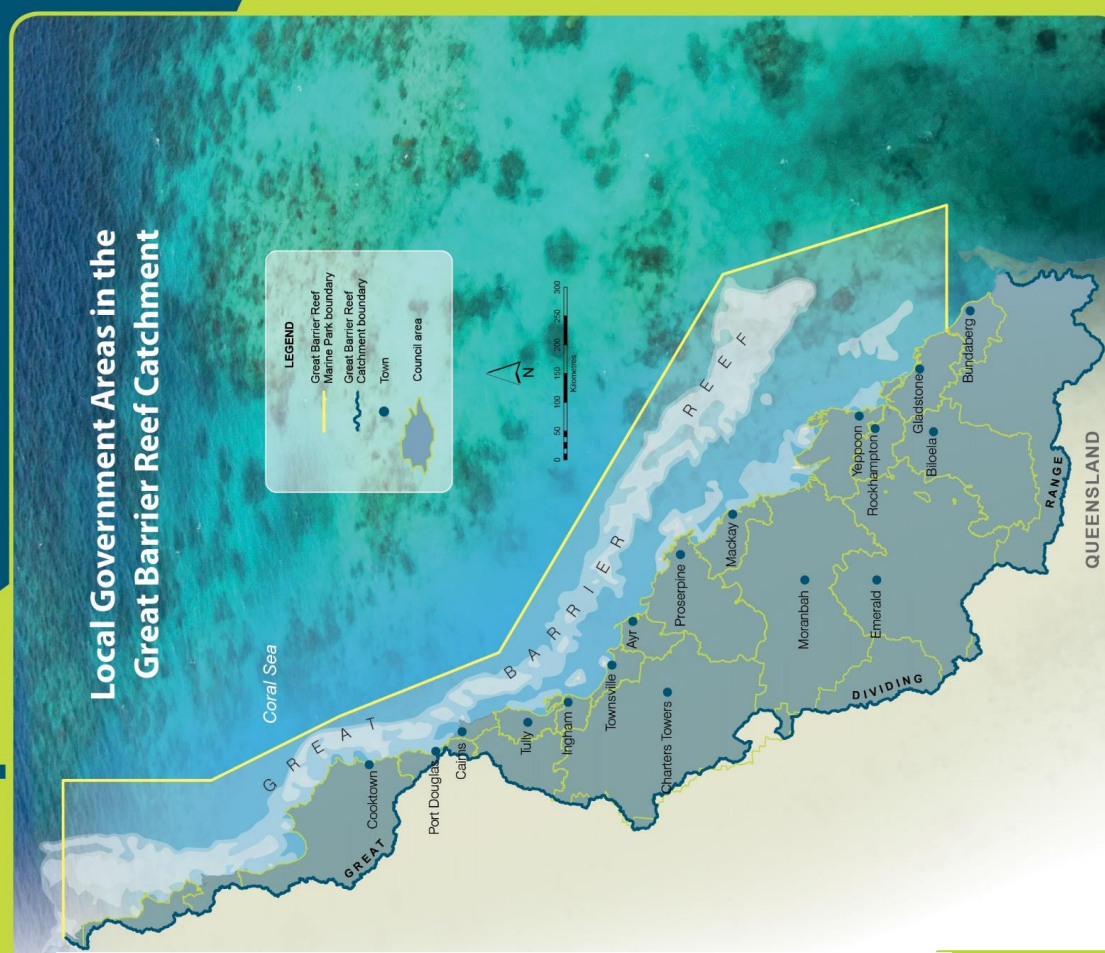 Local Government Areas in the
Great Barrier Reef Catchment
LEGEND
Great Barrier Reef
Marine Park boundary
Great Barrier Reef
Catchment boundary
Town
Council area
N
0 50 100 150 200 250 300
Kilometres
Coral Sea
GREAT BARRIER REEF
Cooktown
Port Douglas
Cairns
Tully
Ingham
Townsville
Ayr
Charters Towers
Proserpine
Mackay
Moranbah
Emerald
Yeppoon
Rockhampton
Gladstone
Biloela
Bundaberg
GREAT DIVIDING RANGE
QUEENSLAND